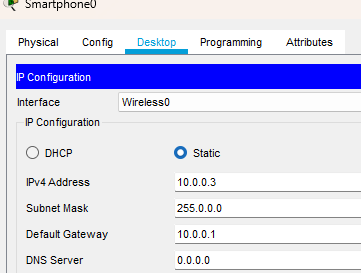 Smartphone0
Physical Config Desktop Programming Attributes
IP Configuration
Interface Wireless0
IP Configuration
DHCP Static
IPv4 Address 10.0.0.3
Subnet Mask 255.0.0.0
Default Gateway 10.0.0.1
DNS Server 0.0.0.0